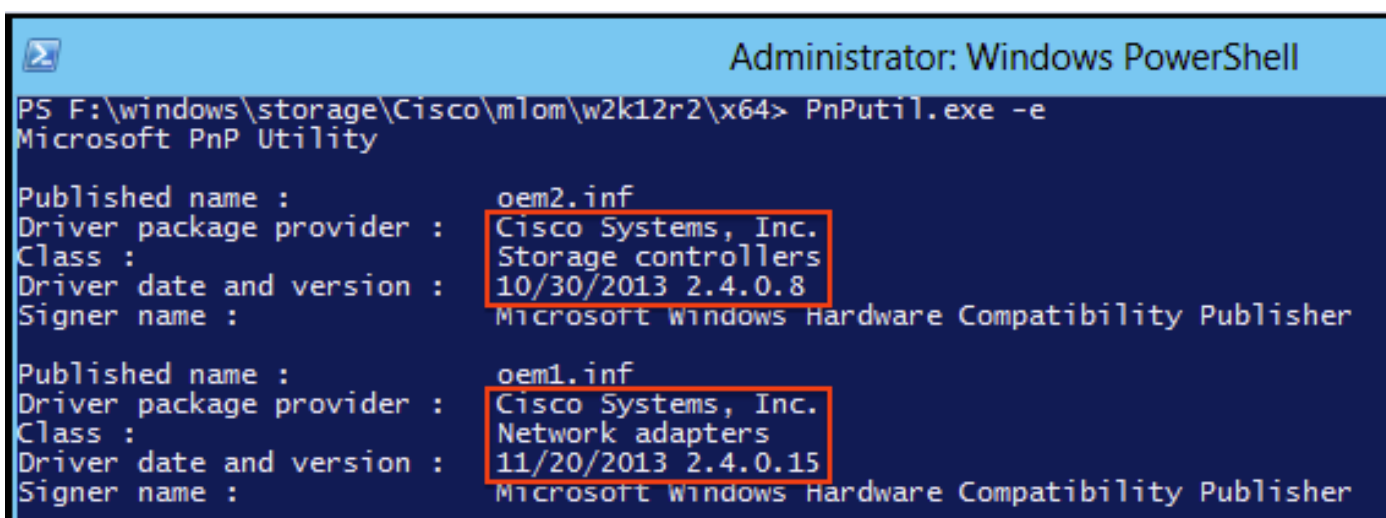 Administrator: Windows PowerShell
PS F:\windows\storage\Cisco\mlom\w2k12r2\x64> PnPutil.exe -e
Microsoft PnP Utility
Published name : oem2.inf
Driver package provider : Cisco Systems, Inc.
Class : Storage controllers
Driver date and version : 10/30/2013 2.4.0.8
Signer name : Microsoft Windows Hardware Compatibility Publisher
Published name : oem1.inf
Driver package provider : Cisco Systems, Inc.
Class : Network adapters
Driver date and version : 11/20/2013 2.4.0.15
Signer name : Microsoft Windows Hardware Compatibility Publisher